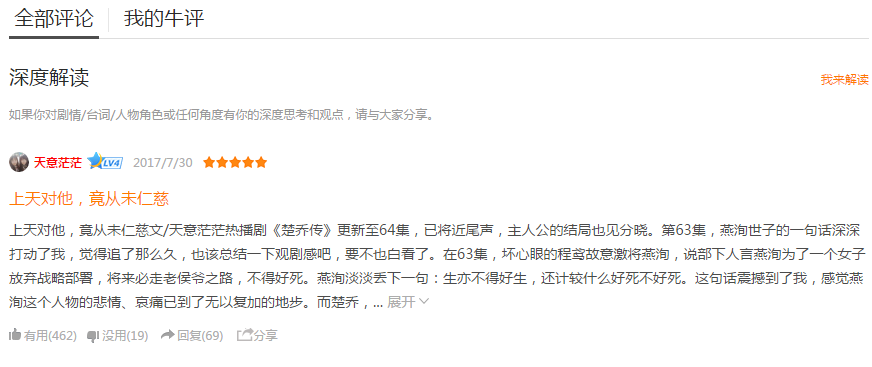 全部评论 我的牛评
深度解读 我来解读
如果你对剧情/台词/人物角色或任何角度有你的深度思考和观点，请与大家分享。
天意茫茫 LV4 2017/7/30
上天对他，竟从未仁慈
上天对他，竟从未仁慈文/天意茫茫热播剧《楚乔传》更新至64集，已将近尾声，主人公的结局也见分晓。第63集，燕洵世子的一句话深深
打动了我，觉得追了那么久，也该总结一下观剧感吧，要不也白看了。在63集，坏心眼的程鸢故意激将燕洵，说部下人言燕洵为了一个女子
放弃战略部署，将来必走老侯爷之路，不得好死。燕洵淡淡丢下一句：生亦不得好生，还计较什么好死不好死。这句话震撼到了我，感觉燕
洵这个人物的悲情、哀痛已到了无以复加的地步。而楚乔，... 展开
有用(462) 没用(19) 回复(69) 分享